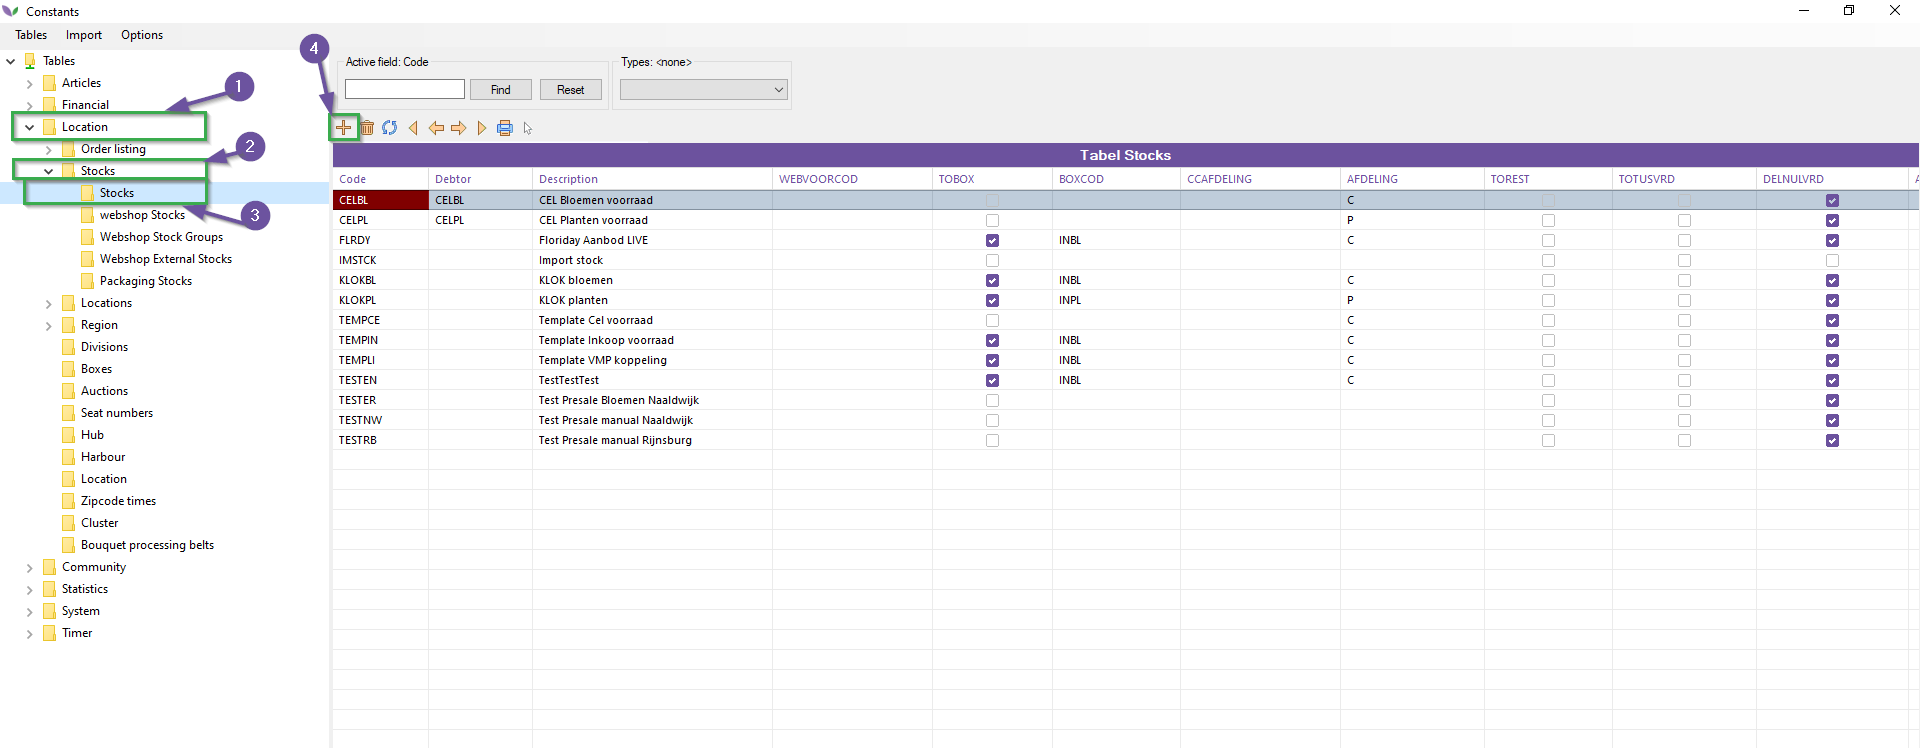 Constants
Tables Import Options
Tables
Articles
Financial
Location
Order listing
Stocks
Stocks
webshop Stocks
Webshop Stock Groups
Webshop External Stocks
Packaging Stocks
Locations
Region
Divisions
Boxes
Auctions
Seat numbers
Hub
Harbour
Location
Zipcode times
Cluster
Bouquet processing belts
Community
Statistics
System
Timer
1
2
3
4
Active field: Code
Find Reset
Types: <none>
Tabel Stocks
Code Debtor Description WEBVOORCOD TOBOX BOXCOD CCAFDELING AFDELING TOREST TOTUSVRD DELNULVRD A
CELBL CELBL CEL Bloemen voorraad C
CELPL CELPL CEL Planten voorraad P
FLRDY Floriday Aanbod LIVE INBL C
IMSTCK Import stock
KLOKBL KLOK bloemen INBL C
KLOKPL KLOK planten INPL P
TEMPCE Template Cel voorraad C
TEMPIN Template Inkoop voorraad INBL C
TEMPLI Template VMP koppeling INBL C
TESTEN TestTestTest INBL C
TESTER Test Presale Bloemen Naaldwijk
TESTNW Test Presale manual Naaldwijk
TESTRB Test Presale manual Rijnsburg